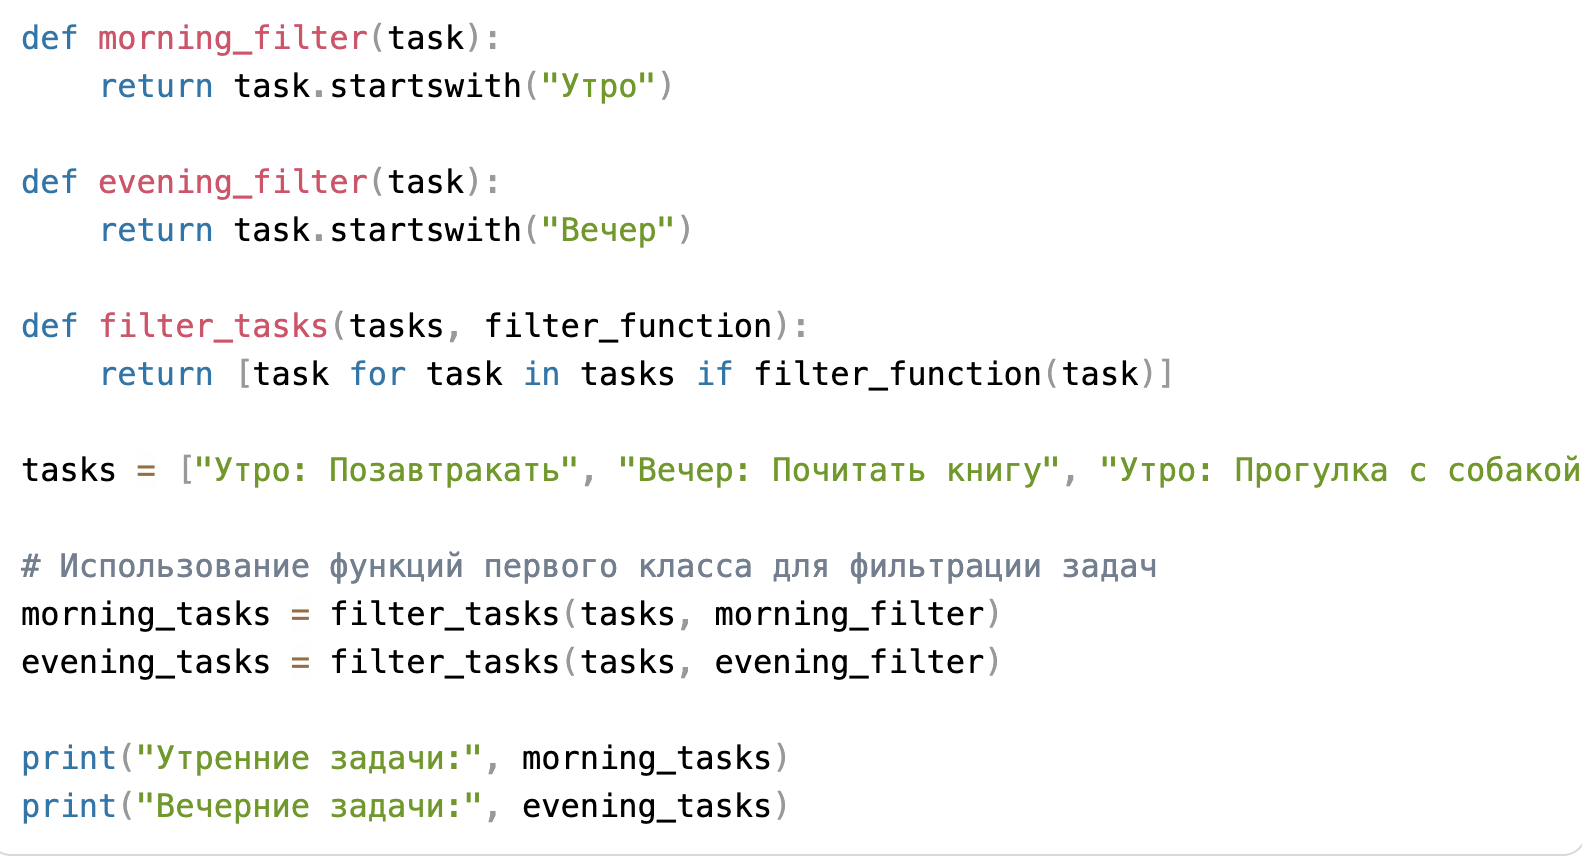 def morning_filter(task):
    return task.startswith("Утро")
def evening_filter(task):
    return task.startswith("Вечер")
def filter_tasks(tasks, filter_function):
    return [task for task in tasks if filter_function(task)]
tasks = ["Утро: Позавтракать", "Вечер: Почитать книгу", "Утро: Прогулка с собакой
# Использование функций первого класса для фильтрации задач
morning_tasks = filter_tasks(tasks, morning_filter)
evening_tasks = filter_tasks(tasks, evening_filter)
print("Утренние задачи:", morning_tasks)
print("Вечерние задачи:", evening_tasks)